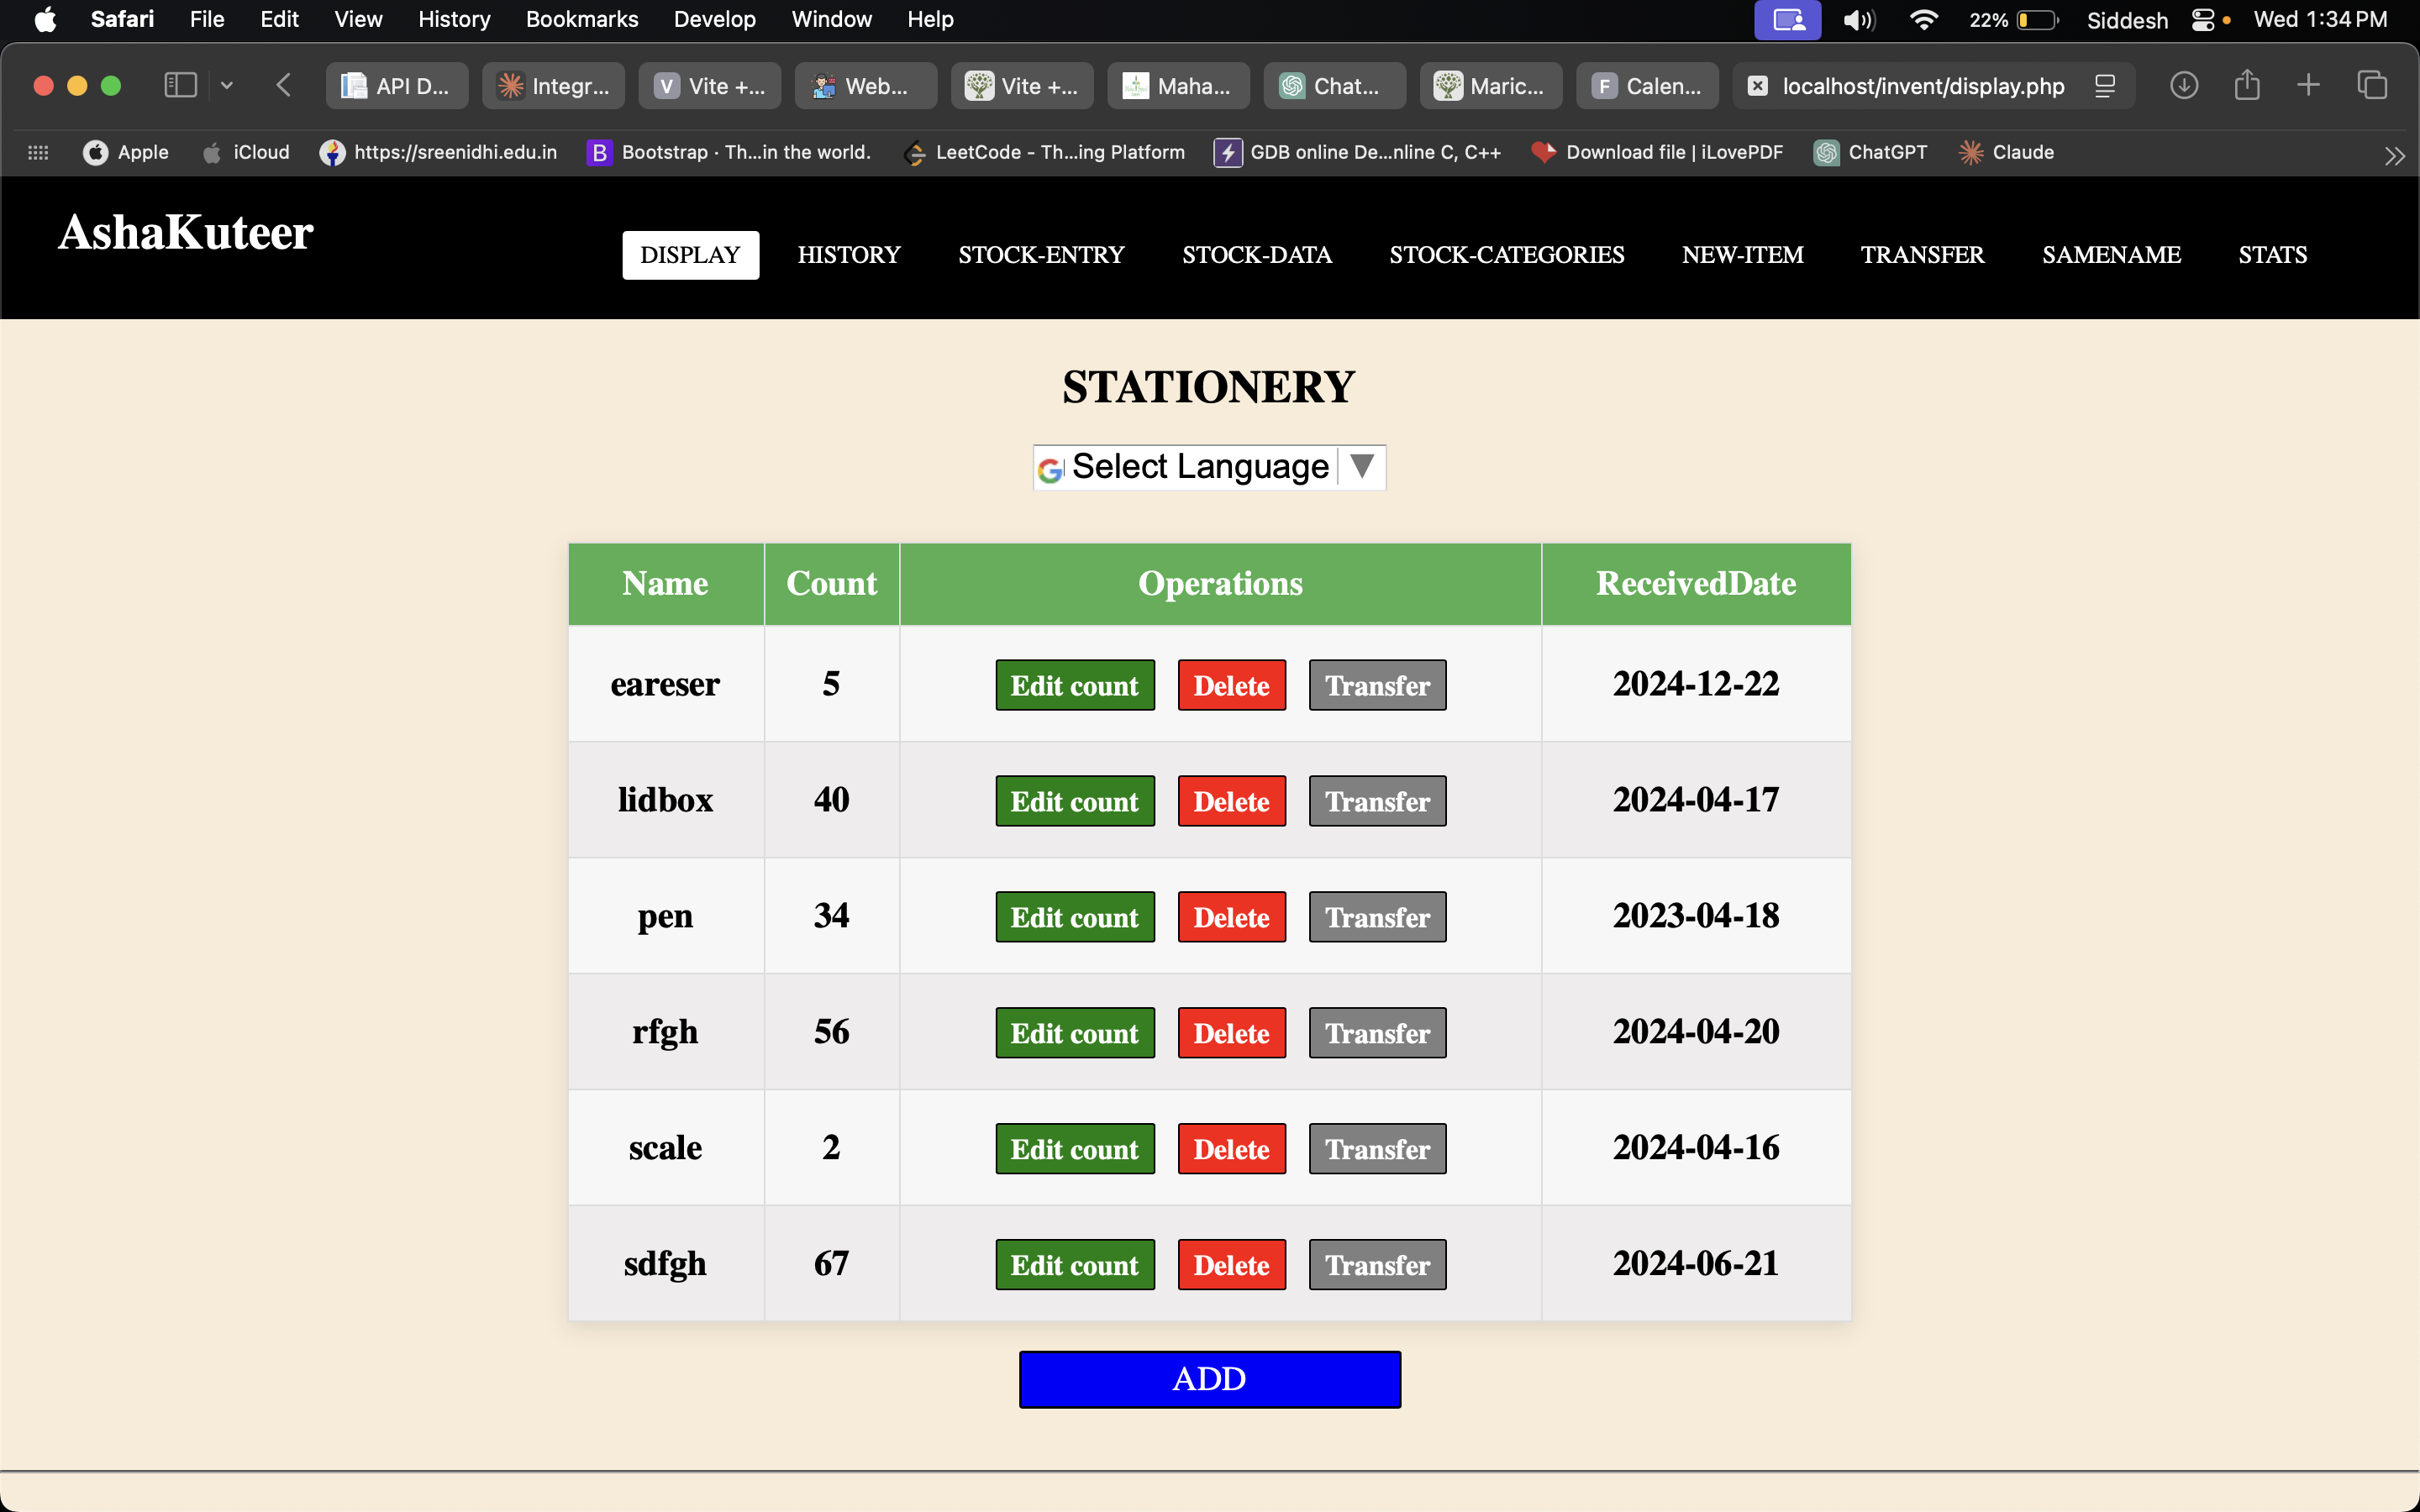 Safari File Edit View History Bookmarks Develop Window Help 22% Siddesh Wed 1:34 PM
API D... Integr... V Vite +... Web... Vite +... Maha... Chat... Maric... F Calen... localhost/invent/display.php
Apple iCloud https://sreenidhi.edu.in B Bootstrap · Th...in the world. LeetCode - Th...ing Platform GDB online De...nline C, C++ Download file | iLovePDF ChatGPT Claude
AshaKuteer
DISPLAY HISTORY STOCK-ENTRY STOCK-DATA STOCK-CATEGORIES NEW-ITEM TRANSFER SAMENAME STATS
STATIONERY
G Select Language ▼
Name Count Operations ReceivedDate
eareser 5 Edit count Delete Transfer 2024-12-22
lidbox 40 Edit count Delete Transfer 2024-04-17
pen 34 Edit count Delete Transfer 2023-04-18
rfgh 56 Edit count Delete Transfer 2024-04-20
scale 2 Edit count Delete Transfer 2024-04-16
sdfgh 67 Edit count Delete Transfer 2024-06-21
ADD